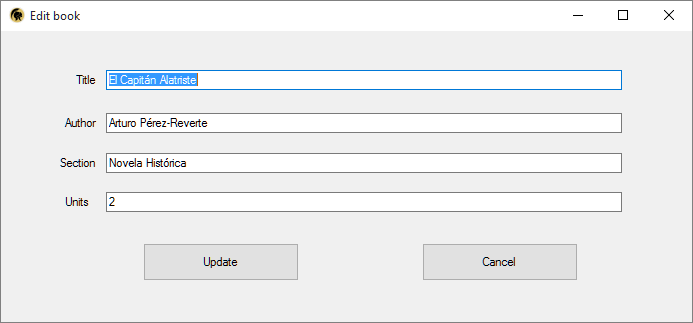 Edit book
Title El Capitán Alatriste
Author Arturo Pérez-Reverte
Section Novela Histórica
Units 2
Update Cancel